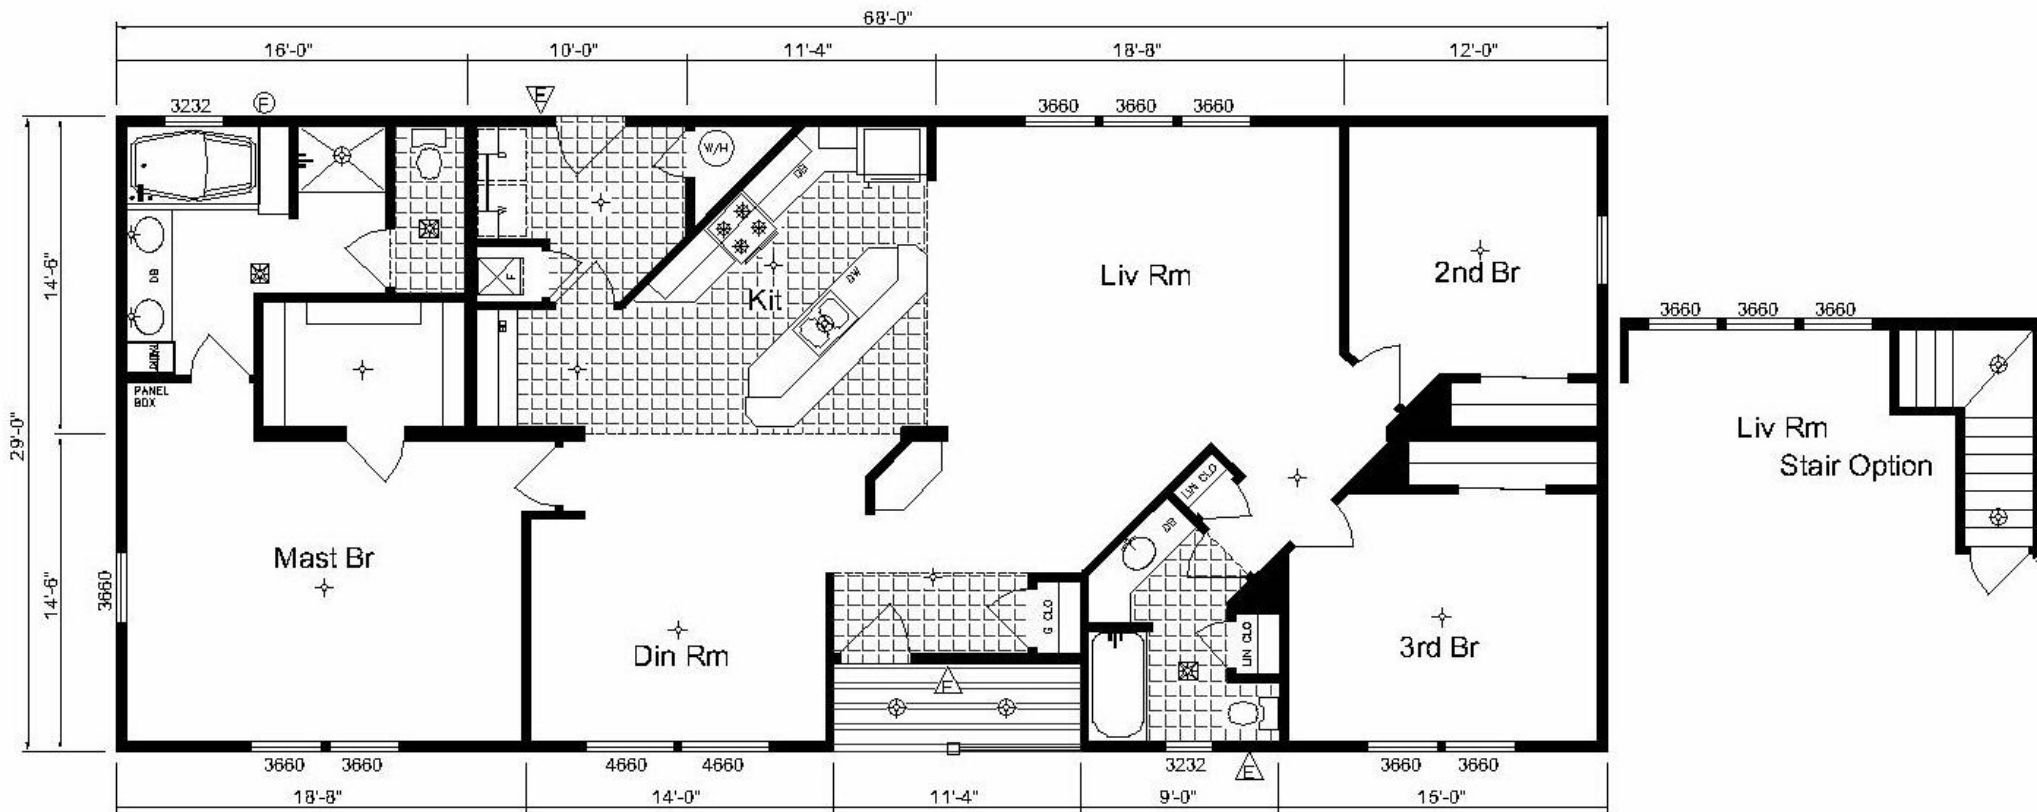 68'-0"
16'-0" 10'-0" 11'-4" 18'-8" 12'-0"
3232 E E 3660 3660 3660
D
W/H
DB
W
14'-6"
DB
F
DW
Kit
Liv Rm
2nd Br
3660 3660 3660
PANEL
BOX
29'-0"
Liv Rm
Stair Option
LIN CLO
DB
14'-6"
3660
Mast Br
Din Rm
G CLO
LIN CLO
3rd Br
E
3660 3660 4660 4660 3232 E 3660 3660
18'-8" 14'-0" 11'-4" 9'-0" 15'-0"